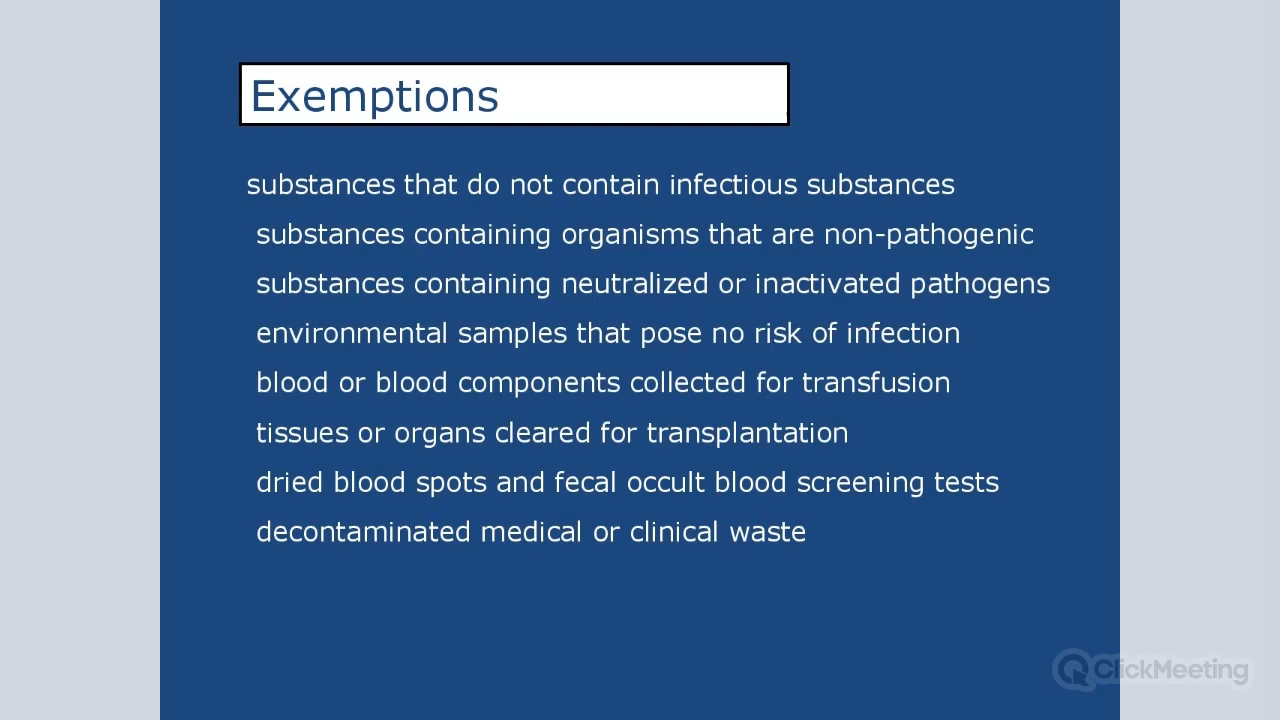 Exemptions
substances that do not contain infectious substances
substances containing organisms that are non-pathogenic
substances containing neutralized or inactivated pathogens
environmental samples that pose no risk of infection
blood or blood components collected for transfusion
tissues or organs cleared for transplantation
dried blood spots and fecal occult blood screening tests
decontaminated medical or clinical waste
ClickMeeting